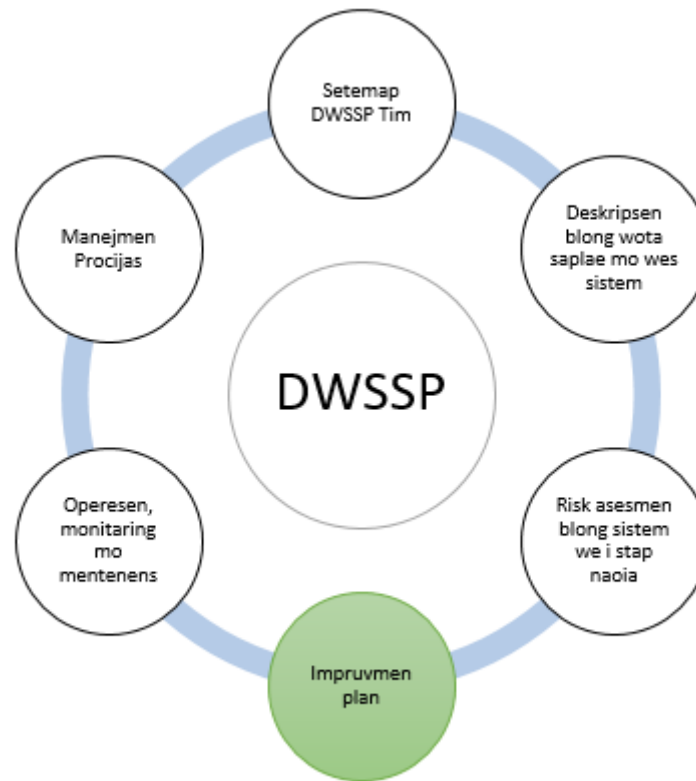 Setemap
DWSSP Tim
Deskripsen
blong wota
saplae mo wes
sistem
Risk asesmen
blong sistem
we i stap
naoia
Impruvmen
plan
Operesen,
monitaring
mo
mentenens
Manejmen
Procijas
DWSSP